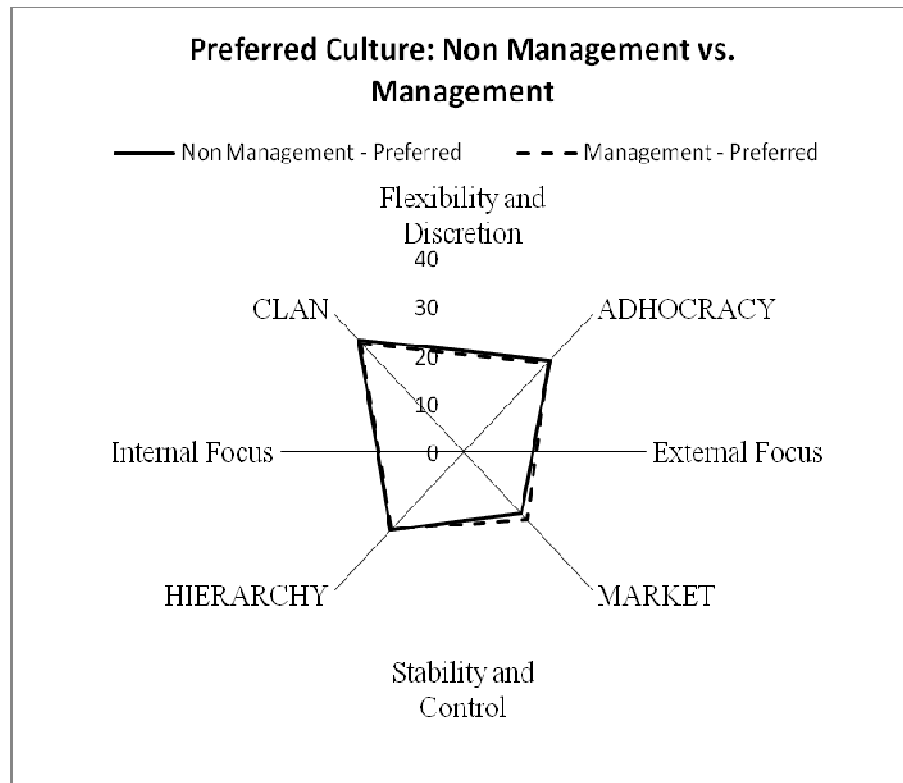 Preferred Culture: Non Management vs.
Management
Non Management - Preferred
Management - Preferred
Flexibility and
Discretion
40
30
CLAN
ADHOCRACY
20
10
Internal Focus
0
External Focus
HIERARCHY
MARKET
Stability and
Control